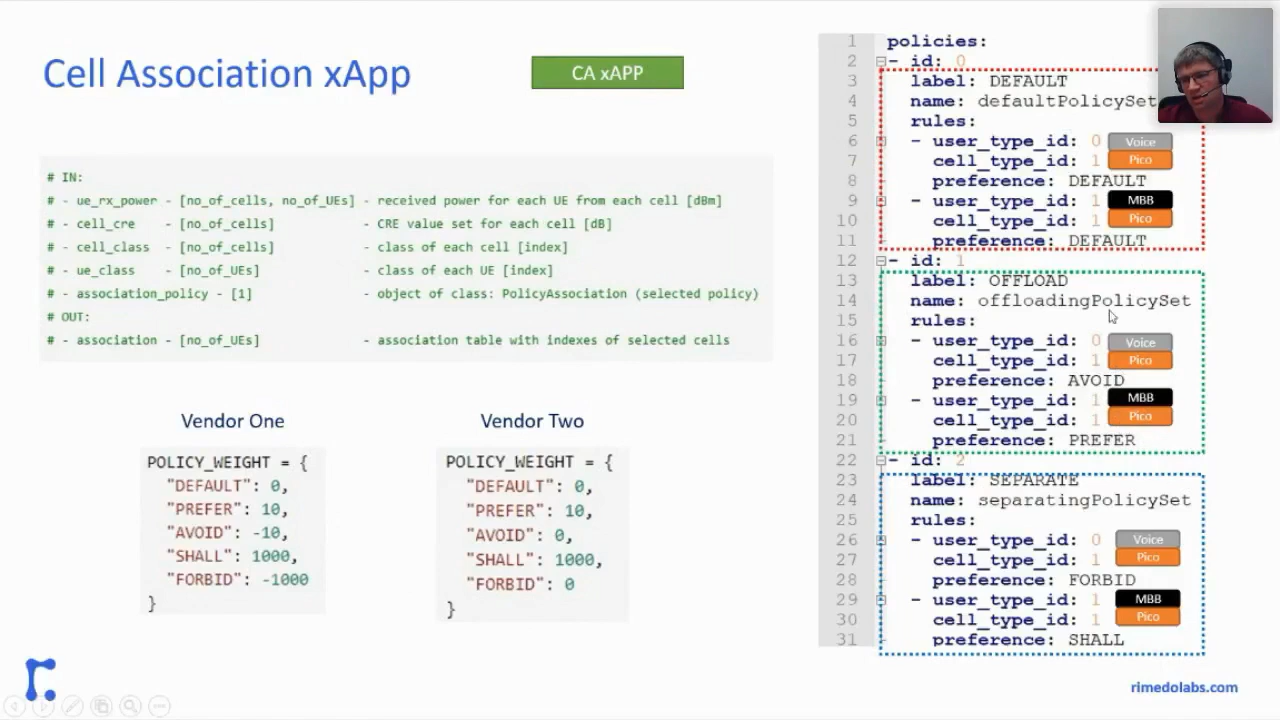 Cell Association xApp
CA xAPP
# IN:
# - ue_rx_power - [no_of_cells, no_of_UEs] - received power for each UE from each cell [dBm]
# - cell_cre - [no_of_cells] - CRE value set for each cell [dB]
# - cell_class - [no_of_cells] - class of each cell [index]
# - ue_class - [no_of_UEs] - class of each UE [index]
# - association_policy - [1] - object of class: PolicyAssociation (selected policy)
# OUT:
# - association - [no_of_UEs] - association table with indexes of selected cells
Vendor One
POLICY_WEIGHT = {
"DEFAULT": 0,
"PREFER": 10,
"AVOID": -10,
"SHALL": 1000,
"FORBID": -1000
}
Vendor Two
POLICY_WEIGHT = {
"DEFAULT": 0,
"PREFER": 10,
"AVOID": 0,
"SHALL": 1000,
"FORBID": 0
}
1 policies:
2 - id: 0
3 label: DEFAULT
4 name: defaultPolicySet
5 rules:
6 - user_type_id: 0 Voice
7 cell_type_id: 1 Pico
8 preference: DEFAULT
9 - user_type_id: 1 MBB
10 cell_type_id: 1 Pico
11 preference: DEFAULT
12 - id: 1
13 label: OFFLOAD
14 name: offloadingPolicySet
15 rules:
16 - user_type_id: 0 Voice
17 cell_type_id: 1 Pico
18 preference: AVOID
19 - user_type_id: 1 MBB
20 cell_type_id: 1 Pico
21 preference: PREFER
22 - id: 2
23 label: SEPARATE
24 name: separatingPolicySet
25 rules:
26 - user_type_id: 0 Voice
27 cell_type_id: 1 Pico
28 preference: FORBID
29 - user_type_id: 1 MBB
30 cell_type_id: 1 Pico
31 preference: SHALL
rimedolabs.com